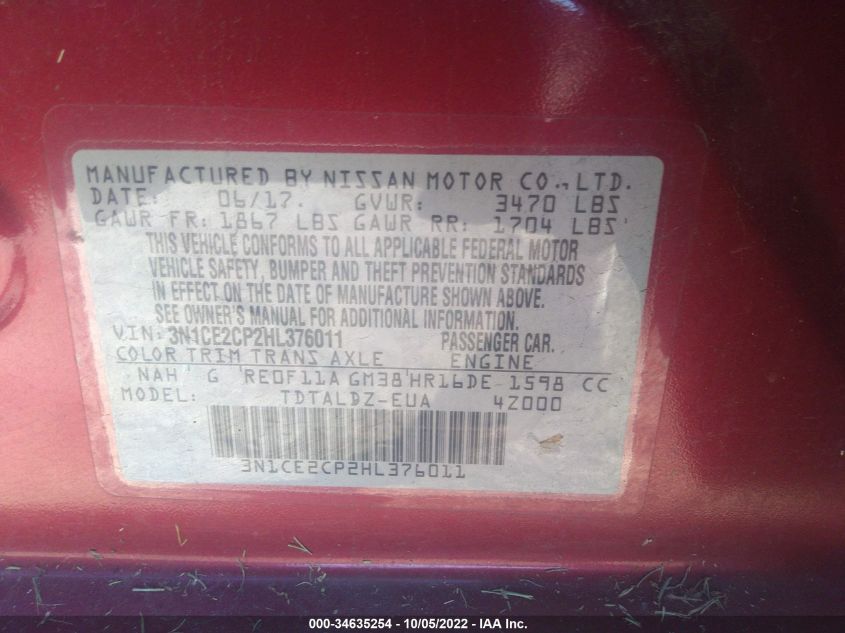 MANUFACTURED BY NISSAN MOTOR CO., LTD.
DATE: 06/17. GVWR: 3470 LBS
GAWR FR: 1867 LBS GAWR RR: 1704 LBS
THIS VEHICLE CONFORMS TO ALL APPLICABLE FEDERAL MOTOR
VEHICLE SAFETY, BUMPER AND THEFT PREVENTION STANDARDS
IN EFFECT ON THE DATE OF MANUFACTURE SHOWN ABOVE.
SEE OWNER'S MANUAL FOR ADDITIONAL INFORMATION.
VIN: 3N1CE2CP2HL376011 PASSENGER CAR.
COLOR TRIM TRANS AXLE ENGINE
NAH G RE0F11A GM38 HR16DE 1598 CC
MODEL: TDTALDZ-EUA 4Z000
3N1CE2CP2HL376011
000-34635254 - 10/05/2022 - IAA Inc.